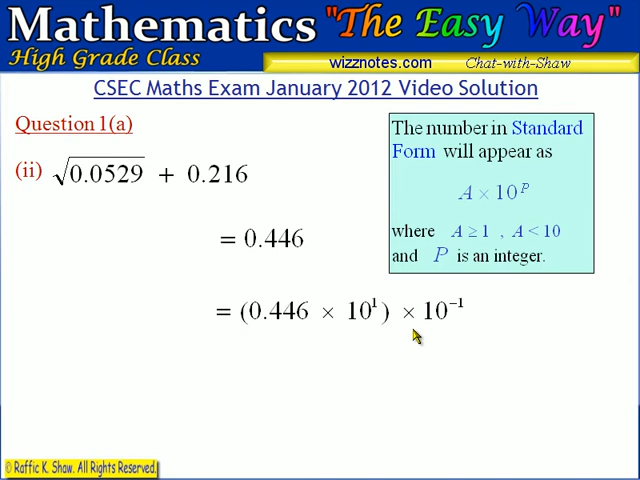 Mathematics "The Easy Way"
High Grade Class
wizznotes.com Chat-with-Shaw
CSEC Maths Exam January 2012 Video Solution
Question 1(a)
(ii) √0.0529 + 0.216
= 0.446
= (0.446 × 10¹) × 10⁻¹
The number in Standard
Form will appear as
A × 10ᵖ
where A ≥ 1 , A < 10
and P is an integer.
© Raffic K. Shaw. All Rights Reserved.